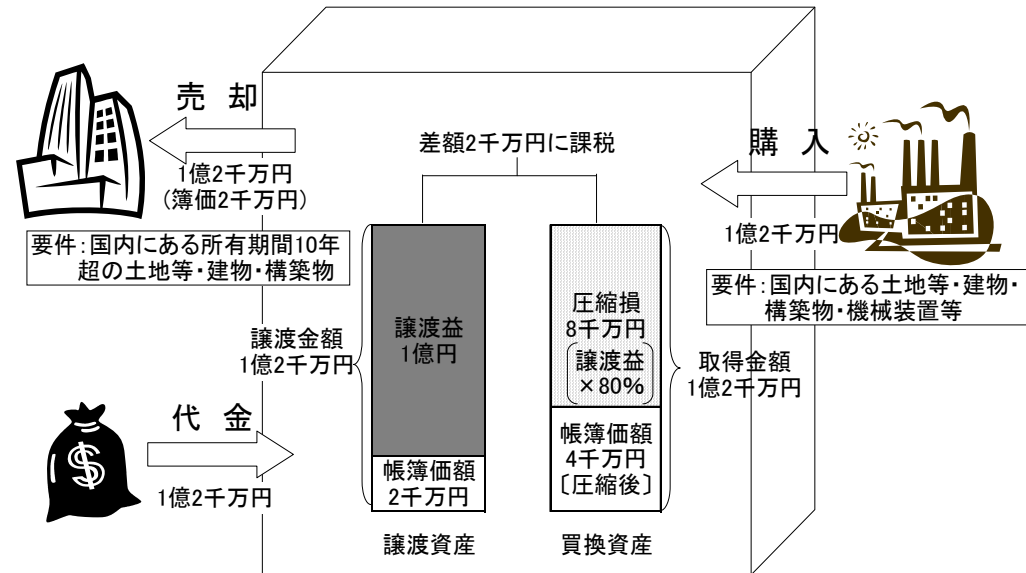 売 却
1億2千万円
(簿価2千万円)
要件:国内にある所有期間10年
超の土地等・建物・構築物
差額2千万円に課税
購 入
1億2千万円
要件:国内にある土地等・建物・
構築物・機械装置等
譲渡金額
1億2千万円
譲渡益
1億円
帳簿価額
2千万円
圧縮損
8千万円
譲渡益
×80%
帳簿価額
4千万円
〔圧縮後〕
取得金額
1億2千万円
代 金
$
1億2千万円
譲渡資産
買換資産